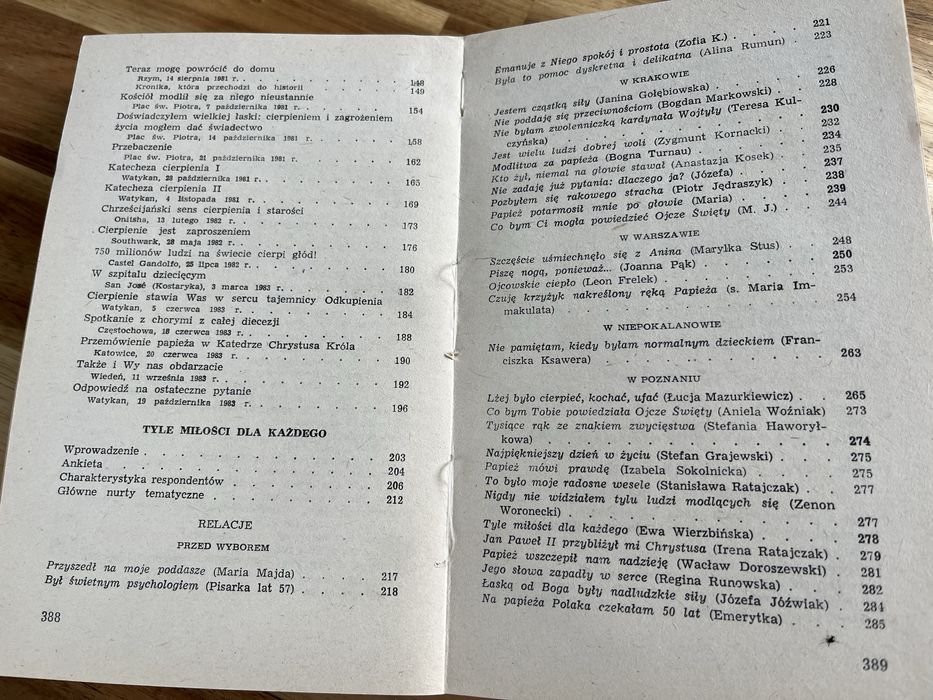 Teraz mogę powrócić do domu
Rzym, 14 sierpnia 1981 r. . . . . . . . . . . 148
Kronika, która przechodzi do historii . . . . . . 149
Kościół modlił się za niego nieustannie
Plac św. Piotra, 7 października 1981 r. . . . . . . 154
Doświadczyłem wielkiej łaski: cierpieniem i zagrożeniem
życia mogłem dać świadectwo
Plac św. Piotra, 14 października 1981 r. . . . . . 158
Przebaczenie
Plac św. Piotra, 21 października 1981 r. . . . . . 162
Katecheza cierpienia I
Watykan, 28 października 1981 r. . . . . . . . 165
Katecheza cierpienia II
Watykan, 4 listopada 1981 r. . . . . . . . . 169
Chrześcijański sens cierpienia i starości
Onitsha, 13 lutego 1982 r. . . . . . . . . . 173
Cierpienie jest zaproszeniem
Southwark, 28 maja 1982 r. . . . . . . . . . 176
750 milionów ludzi na świecie cierpi głód!
Castel Gandolfo, 25 lipca 1982 r. . . . . . . . 180
W szpitalu dziecięcym
San José (Kostaryka), 3 marca 1983 r. . . . . . . 182
Cierpienie stawia Was w sercu tajemnicy Odkupienia
Watykan, 5 czerwca 1983 r. . . . . . . . . . 184
Spotkanie z chorymi z całej diecezji
Częstochowa, 18 czerwca 1983 r. . . . . . . . 188
Przemówienie papieża w Katedrze Chrystusa Króla
Katowice, 20 czerwca 1983 r. . . . . . . . . 190
Także i Wy nas obdarzacie
Wiedeń, 11 września 1983 r. . . . . . . . . . 192
Odpowiedź na ostateczne pytanie
Watykan, 19 października 1983 r. . . . . . . . 196
TYLE MIŁOŚCI DLA KAŻDEGO
Wprowadzenie . . . . . . . . . . . . 203
Ankieta . . . . . . . . . . . . . . 204
Charakterystyka respondentów . . . . . . . 206
Główne nurty tematyczne . . . . . . . . 212
RELACJE
PRZED WYBOREM
Przyszedł na moje poddasze (Maria Majda) . . . . 217
Był świetnym psychologiem (Pisarka lat 57) . . . . 218
388
Emanuje z Niego spokój i prostota (Zofia K.) . . . . 221
Była to pomoc dyskretna i delikatna (Alina Rumun) . 223
W KRAKOWIE
Jestem cząstką siły (Janina Gołębiowska) . . . . 226
Nie poddaję się przeciwnościom (Bogdan Markowski) . . 228
Nie byłam zwolenniczką kardynała Wojtyły (Teresa Kul-
czyńska) . . . . . . . . . . . . . 230
Jest wielu ludzi dobrej woli (Zygmunt Kornacki) . . 232
Modlitwa za papieża (Bogna Turnau) . . . . . . 234
Kto żył, niemal na głowie stawał (Anastazja Kosek) . 235
Nie zadaję już pytania: dlaczego ja? (Józefa) . . . 237
Pozbyłem się rakowego stracha (Piotr Jędraszyk) . . 238
Papież potarmosił mnie po głowie (Maria) . . . . 239
Co bym Ci mogła powiedzieć Ojcze Święty (M. J.) . . 244
W WARSZAWIE
Szczęście uśmiechnęło się z Anina (Marylka Stus) . . 248
Piszę nogą, ponieważ... (Joanna Pąk) . . . . . 250
Ojcowskie ciepło (Leon Frelek) . . . . . . . 253
Czuję krzyżyk nakreślony ręką Papieża (s. Maria Im-
makulata) . . . . . . . . . . . . . 254
W NIEPOKALANOWIE
Nie pamiętam, kiedy byłam normalnym dzieckiem (Fran-
ciszka Ksawera) . . . . . . . . . . . 263
W POZNANIU
Lżej było cierpieć, kochać, ufać (Łucja Mazurkiewicz) . 265
Co bym Tobie powiedziała Ojcze Święty (Aniela Woźniak) 273
Tysiące rąk ze znakiem zwycięstwa (Stefania Haworył-
kowa) . . . . . . . . . . . . . . 274
Najpiękniejszy dzień w życiu (Stefan Grajewski) . . 275
Papież mówi prawdę (Izabela Sokolnicka) . . . . 275
To było moje radosne wesele (Stanisława Ratajczak) . 277
Nigdy nie widziałem tylu ludzi modlących się (Zenon
Woronecki) . . . . . . . . . . . . 277
Tyle miłości dla każdego (Ewa Wierzbińska) . . . 278
Jan Paweł II przybliżył mi Chrystusa (Irena Ratajczak) . 279
Papież wszczepił nam nadzieję (Wacław Doroszewski) . 281
Jego słowa zapadły w serce (Regina Runowska) . . . 282
Łaską od Boga były nadludzkie siły (Józefa Jóźwiak) . 284
Na papieża Polaka czekałam 50 lat (Emerytka) . . . 285
389